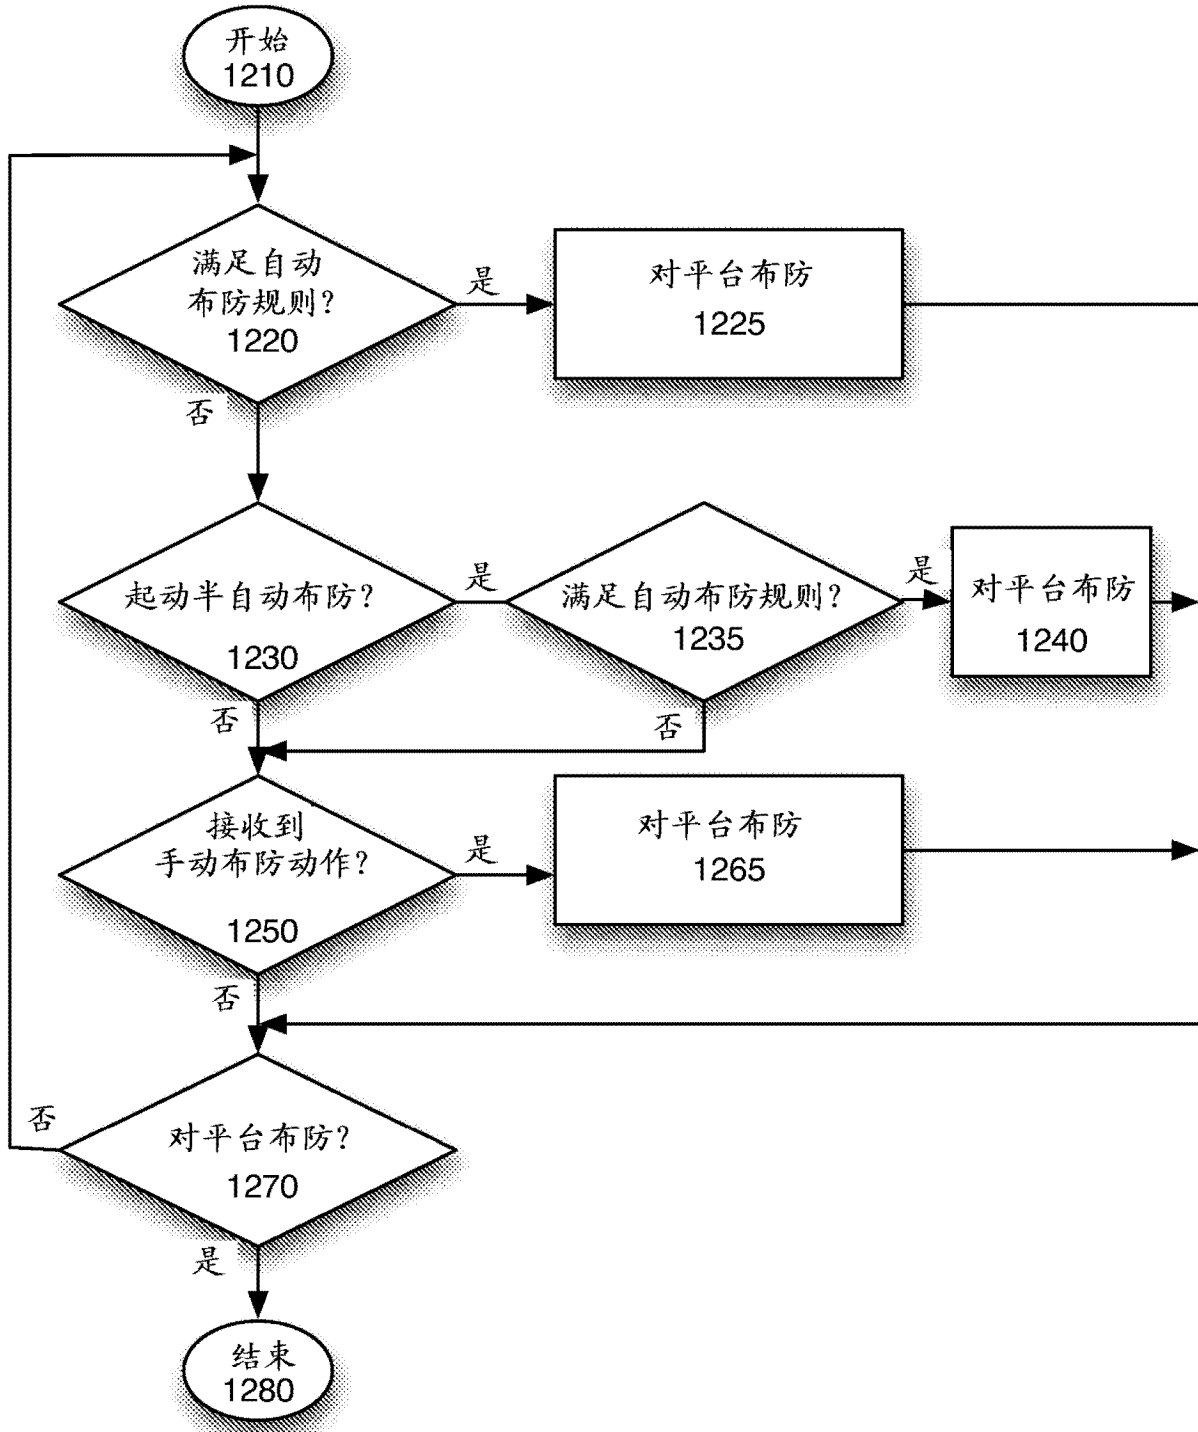 开始
1210
满足自动
布防规则?
1220
是
对平台布防
1225
否
起动半自动布防?
1230
是
满足自动布防规则?
1235
是
对平台布防
1240
否
否
接收到
手动布防动作?
1250
是
对平台布防
1265
否
对平台布防?
1270
否
是
结束
1280